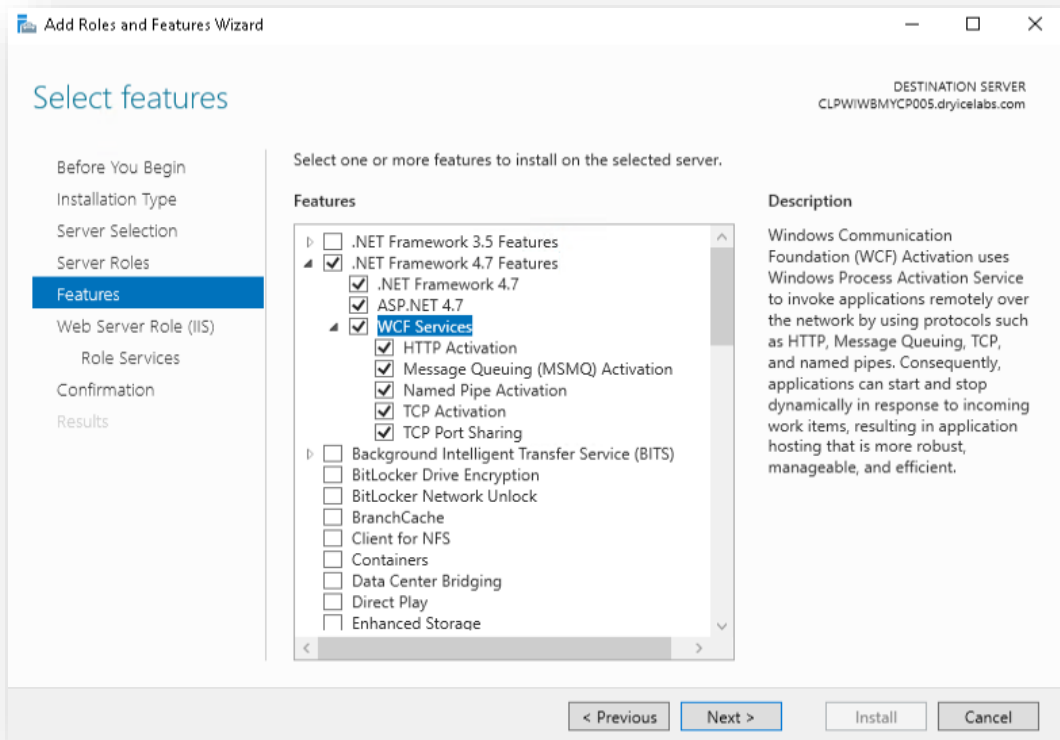 Add Roles and Features Wizard
Select features
DESTINATION SERVER
CLPWIWBMYCP005.dryicelabs.com
Before You Begin
Installation Type
Server Selection
Server Roles
Features
Web Server Role (IIS)
Role Services
Confirmation
Results
Select one or more features to install on the selected server.
Features
.NET Framework 3.5 Features
.NET Framework 4.7 Features
.NET Framework 4.7
ASP.NET 4.7
WCF Services
HTTP Activation
Message Queuing (MSMQ) Activation
Named Pipe Activation
TCP Activation
TCP Port Sharing
Background Intelligent Transfer Service (BITS)
BitLocker Drive Encryption
BitLocker Network Unlock
BranchCache
Client for NFS
Containers
Data Center Bridging
Direct Play
Enhanced Storage
Description
Windows Communication
Foundation (WCF) Activation uses
Windows Process Activation Service
to invoke applications remotely over
the network by using protocols such
as HTTP, Message Queuing, TCP,
and named pipes. Consequently,
applications can start and stop
dynamically in response to incoming
work items, resulting in application
hosting that is more robust,
manageable, and efficient.
< Previous
Next >
Install
Cancel